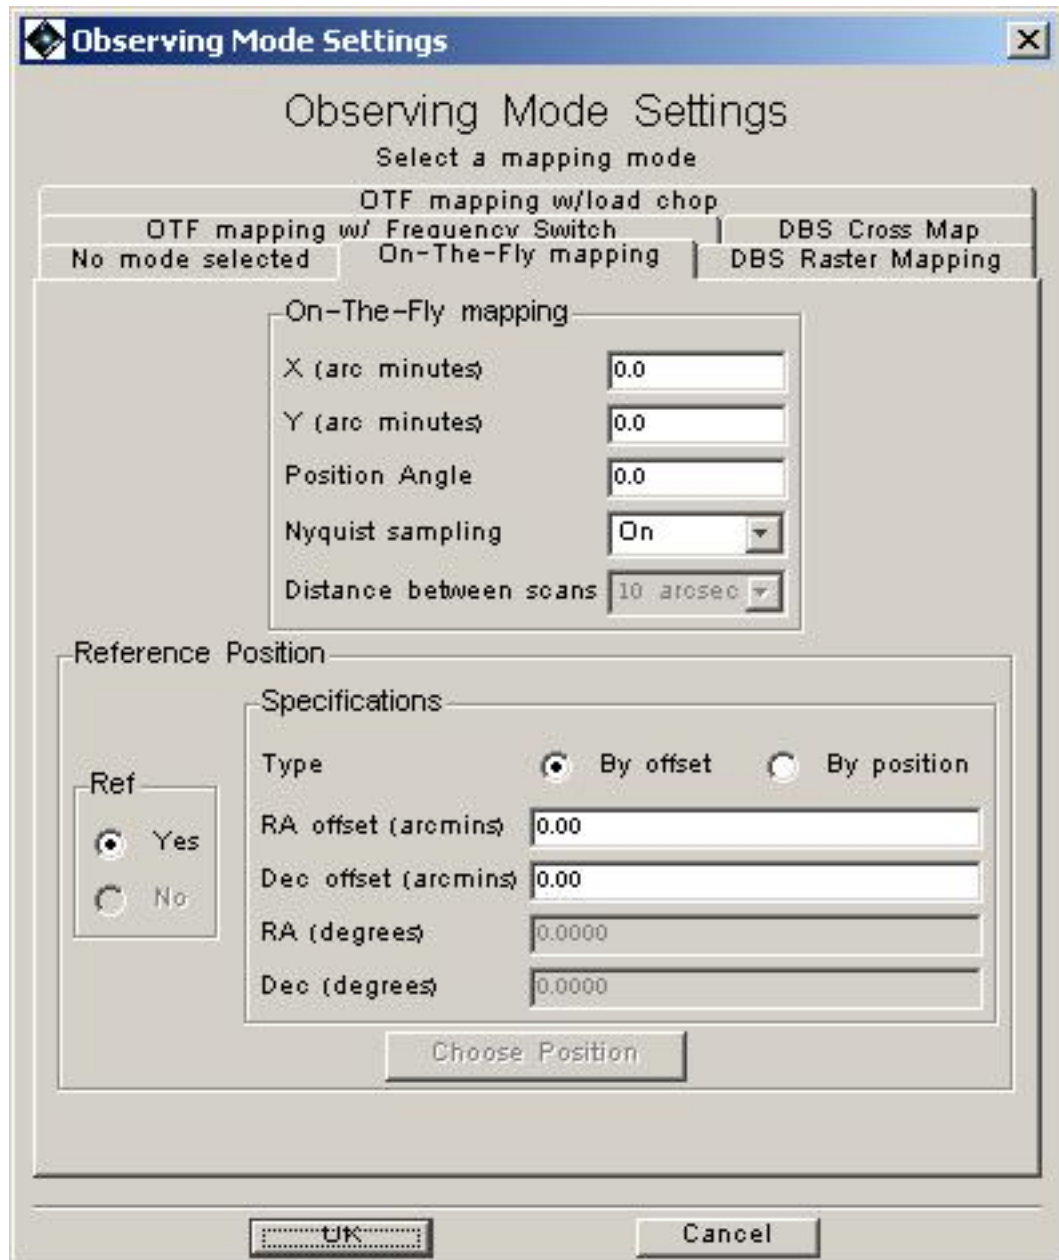 Observing Mode Settings
Observing Mode Settings
Select a mapping mode
OTF mapping w/load chop
OTF mapping w/ Frequency Switch DBS Cross Map
No mode selected On-The-Fly mapping DBS Raster Mapping
On-The-Fly mapping
X (arc minutes) 0.0
Y (arc minutes) 0.0
Position Angle 0.0
Nyquist sampling On
Distance between scans 10 arcsec
Reference Position
Specifications
Type By offset By position
Ref
Yes
No
RA offset (arcmins) 0.00
Dec offset (arcmins) 0.00
RA (degrees) 0.0000
Dec (degrees) 0.0000
Choose Position
OK Cancel